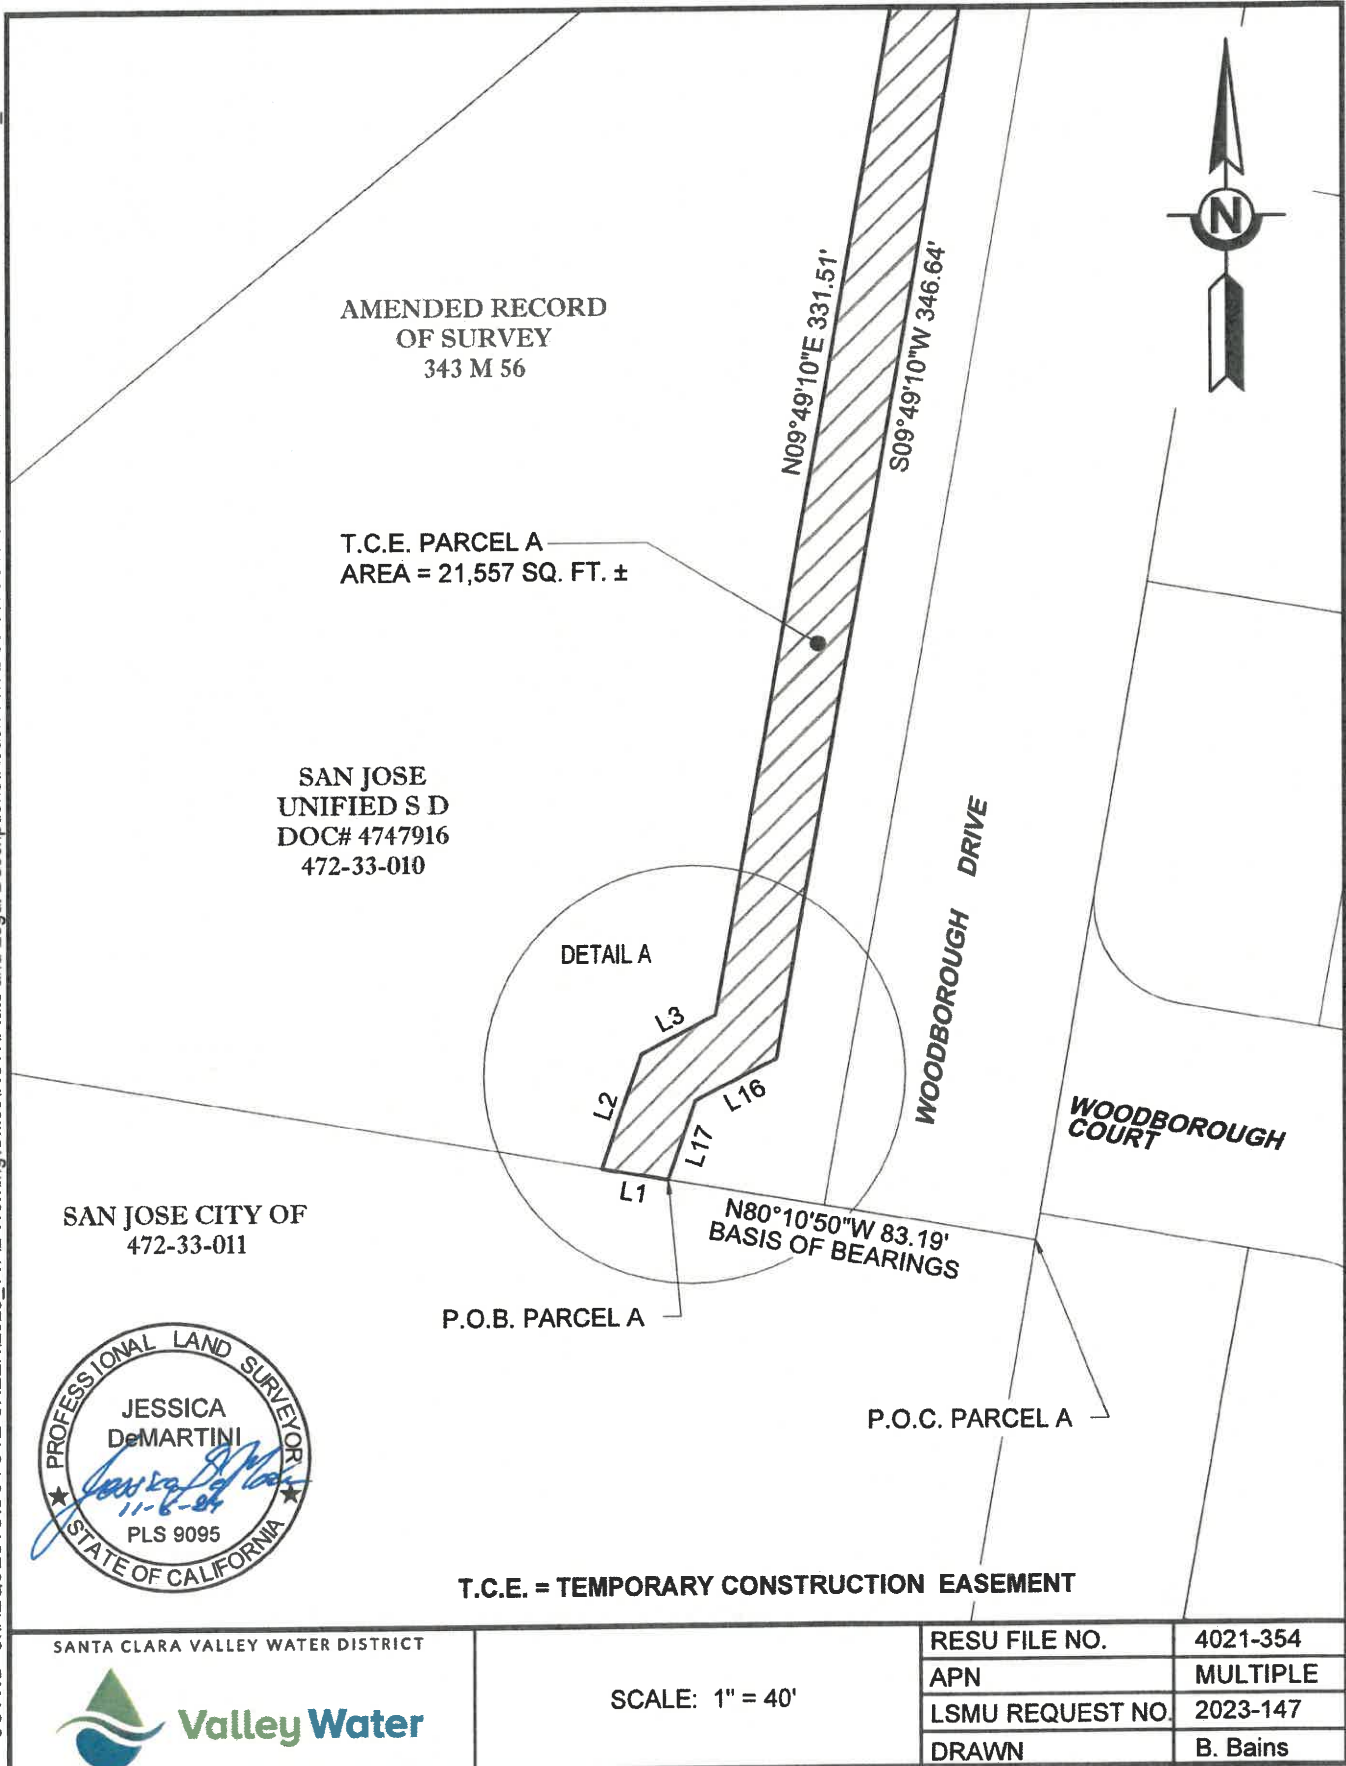 N
AMENDED RECORD
OF SURVEY
343 M 56
N09°49'10"E 331.51'
S09°49'10"W 346.64'
T.C.E. PARCEL A
AREA = 21,557 SQ. FT. ±
SAN JOSE
UNIFIED S D
DOC# 4747916
472-33-010
DETAIL A
L3
L2
L16
L17
L1
WOODBOROUGH DRIVE
WOODBOROUGH
COURT
N80°10'50"W 83.19'
BASIS OF BEARINGS
SAN JOSE CITY OF
472-33-011
P.O.B. PARCEL A
P.O.C. PARCEL A
PROFESSIONAL LAND SURVEYOR
JESSICA
DeMARTINI
PLS 9095
STATE OF CALIFORNIA
T.C.E. = TEMPORARY CONSTRUCTION EASEMENT
SANTA CLARA VALLEY WATER DISTRICT
Valley Water
SCALE: 1" = 40'
RESU FILE NO. 4021-354
APN MULTIPLE
LSMU REQUEST NO. 2023-147
DRAWN B. Bains